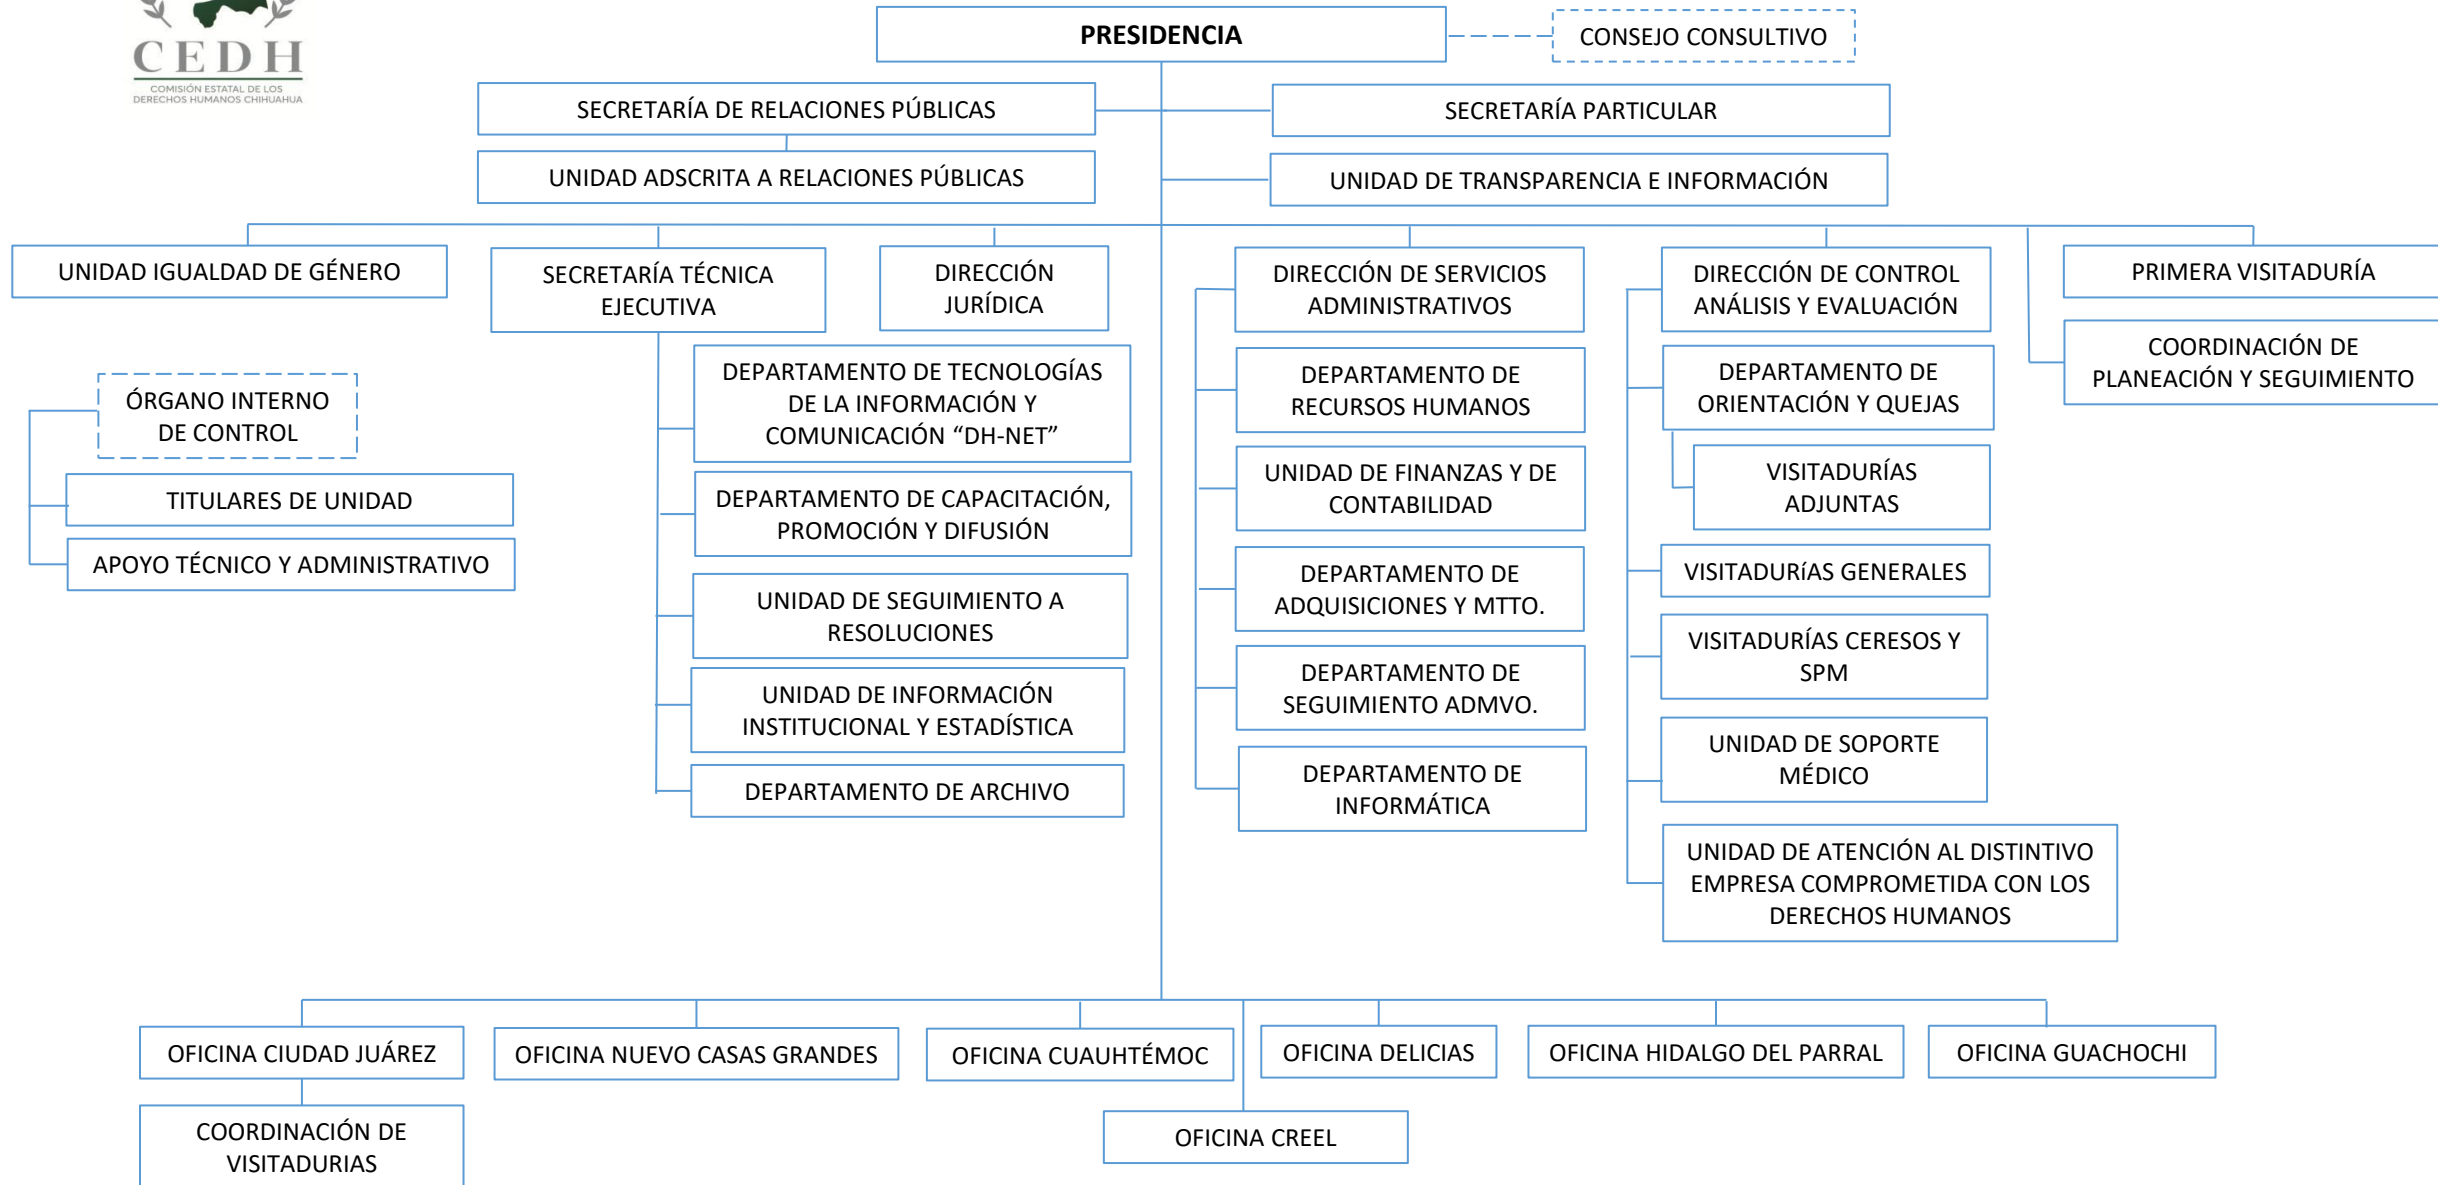 CEDH
COMISIÓN ESTATAL DE LOS
DERECHOS HUMANOS CHIHUAHUA
PRESIDENCIA
CONSEJO CONSULTIVO
SECRETARÍA DE RELACIONES PÚBLICAS
SECRETARÍA PARTICULAR
UNIDAD ADSCRITA A RELACIONES PÚBLICAS
UNIDAD DE TRANSPARENCIA E INFORMACIÓN
UNIDAD IGUALDAD DE GÉNERO
SECRETARÍA TÉCNICA
EJECUTIVA
DIRECCIÓN
JURÍDICA
DIRECCIÓN DE SERVICIOS
ADMINISTRATIVOS
DIRECCIÓN DE CONTROL
ANÁLISIS Y EVALUACIÓN
PRIMERA VISITADURÍA
COORDINACIÓN DE
PLANEACIÓN Y SEGUIMIENTO
ÓRGANO INTERNO
DE CONTROL
TITULARES DE UNIDAD
APOYO TÉCNICO Y ADMINISTRATIVO
DEPARTAMENTO DE TECNOLOGÍAS
DE LA INFORMACIÓN Y
COMUNICACIÓN “DH-NET”
DEPARTAMENTO DE CAPACITACIÓN,
PROMOCIÓN Y DIFUSIÓN
UNIDAD DE SEGUIMIENTO A
RESOLUCIONES
UNIDAD DE INFORMACIÓN
INSTITUCIONAL Y ESTADÍSTICA
DEPARTAMENTO DE ARCHIVO
DEPARTAMENTO DE
RECURSOS HUMANOS
UNIDAD DE FINANZAS Y DE
CONTABILIDAD
DEPARTAMENTO DE
ADQUISICIONES Y MTTO.
DEPARTAMENTO DE
SEGUIMIENTO ADMVO.
DEPARTAMENTO DE
INFORMÁTICA
DEPARTAMENTO DE
ORIENTACIÓN Y QUEJAS
VISITADURÍAS
ADJUNTAS
VISITADURíAS GENERALES
VISITADURÍAS CERESOS Y
SPM
UNIDAD DE SOPORTE
MÉDICO
UNIDAD DE ATENCIÓN AL DISTINTIVO
EMPRESA COMPROMETIDA CON LOS
DERECHOS HUMANOS
OFICINA CIUDAD JUÁREZ
OFICINA NUEVO CASAS GRANDES
OFICINA CUAUHTÉMOC
OFICINA DELICIAS
OFICINA HIDALGO DEL PARRAL
OFICINA GUACHOCHI
COORDINACIÓN DE
VISITADURIAS
OFICINA CREEL